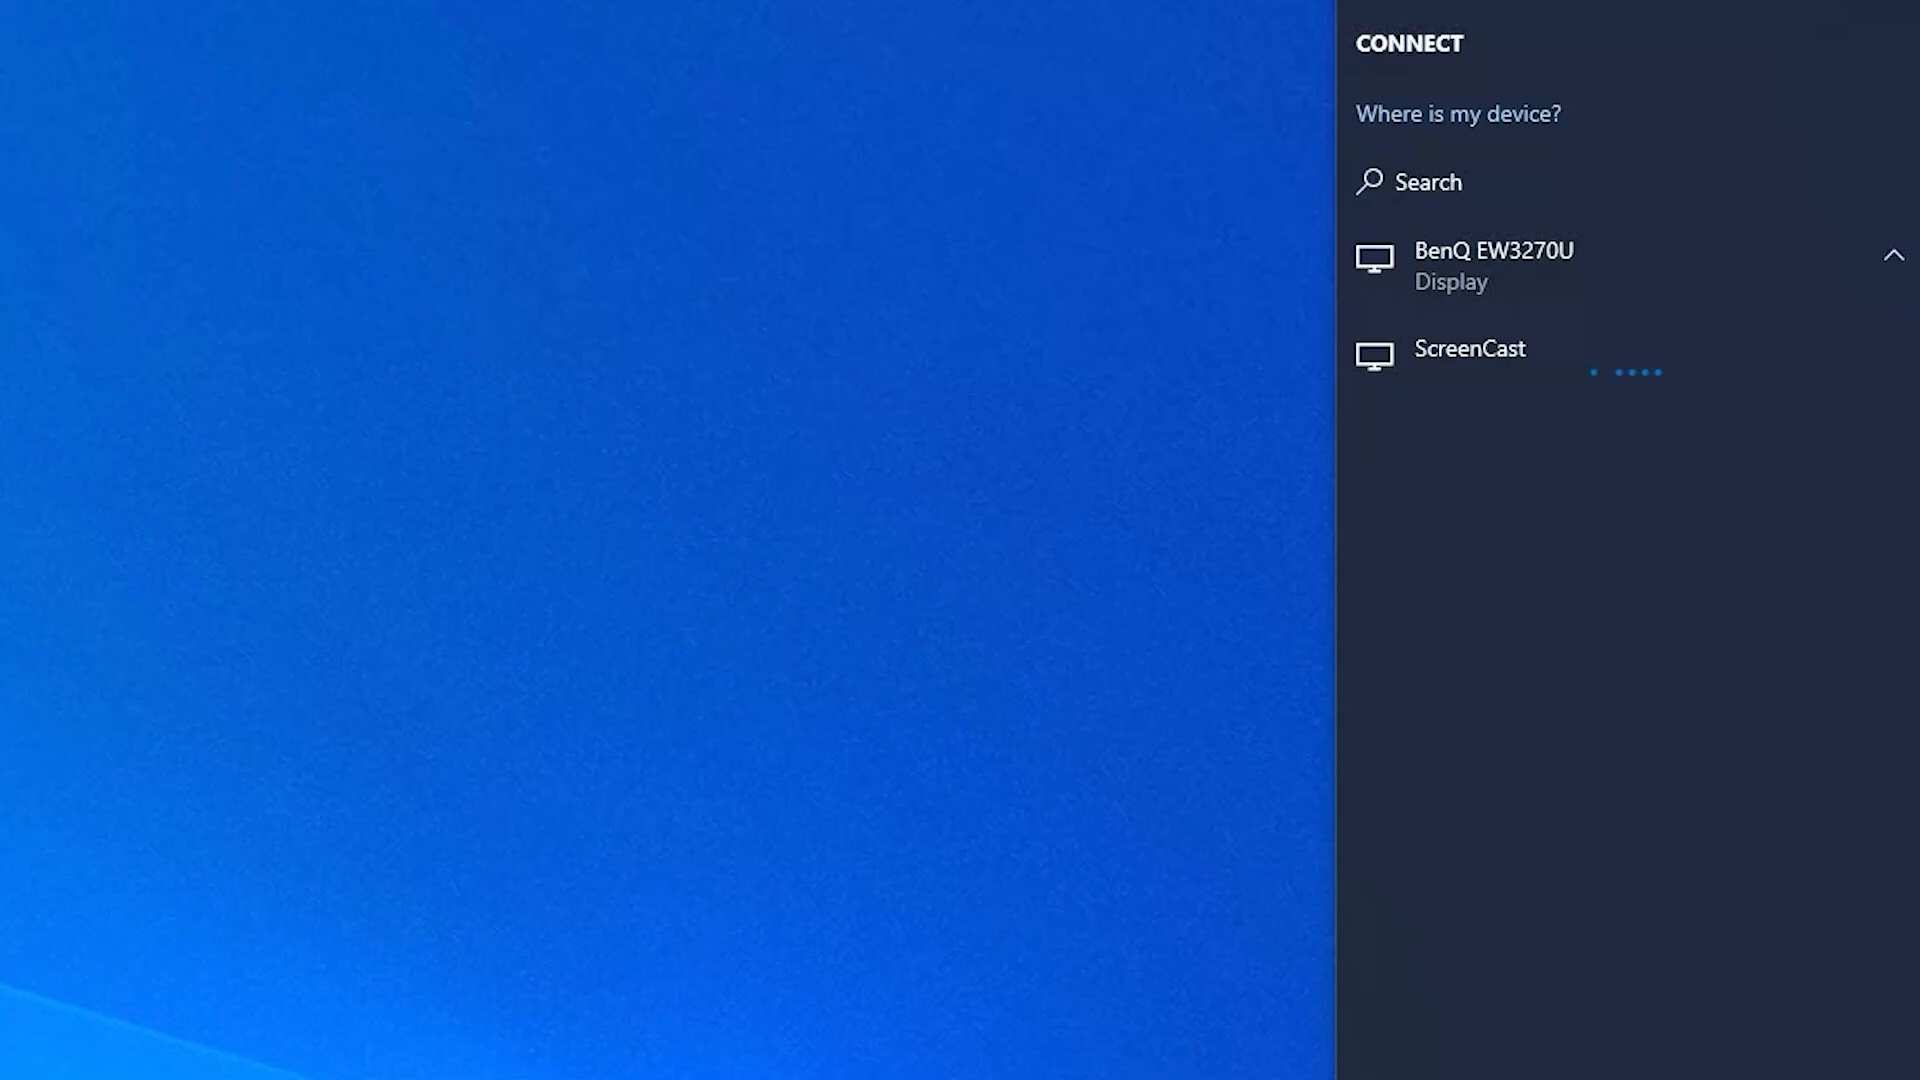 CONNECT
Where is my device?
Search
BenQ EW3270U
Display
ScreenCast